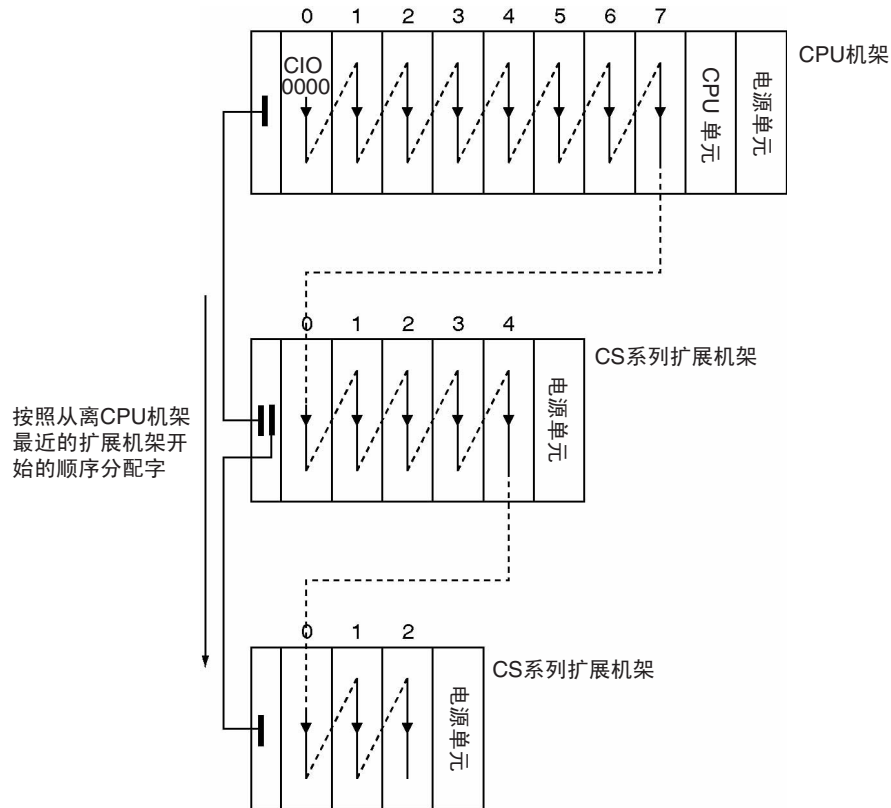 0 1 2 3 4 5 6 7
CPU机架
CIO
0000
CPU 单元
电源单元
0 1 2 3 4
CS系列扩展机架
电源单元
按照从离CPU机架
最近的扩展机架开
始的顺序分配字
0 1 2
CS系列扩展机架
电源单元